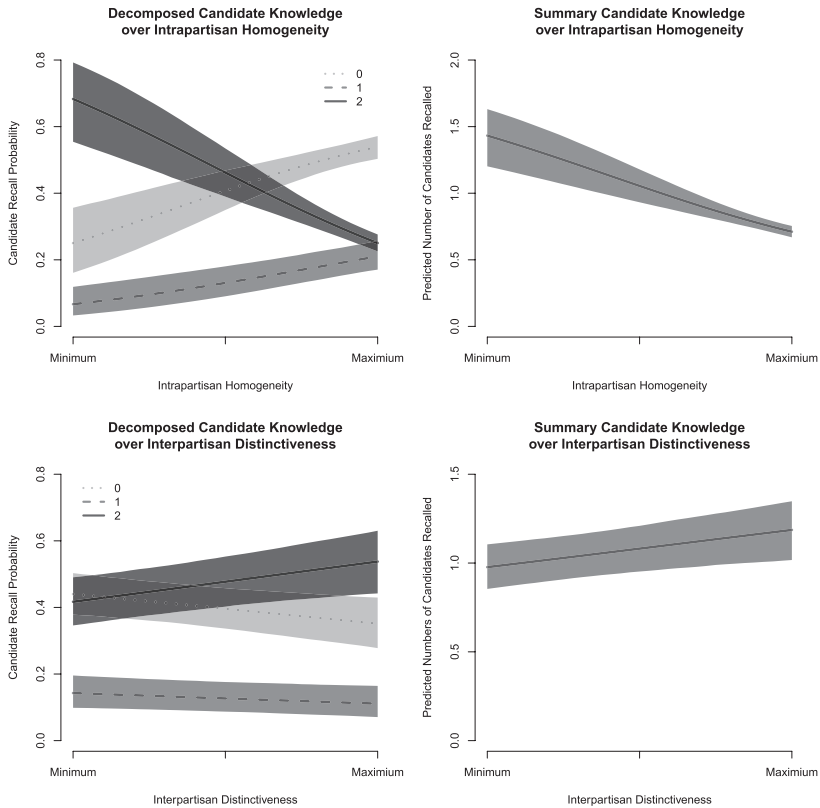 Decomposed Candidate Knowledge
over Intrapartisan Homogeneity
Candidate Recall Probability
0.8
0.6
0.4
0.2
0.0
0
1
2
Minimum
Maximium
Intrapartisan Homogeneity
Summary Candidate Knowledge
over Intrapartisan Homogeneity
Predicted Number of Candidates Recalled
2.0
1.5
1.0
0.5
0.0
Minimum
Maximium
Intrapartisan Homogeneity
Decomposed Candidate Knowledge
over Interpartisan Distinctiveness
Candidate Recall Probability
0.8
0.6
0.4
0.2
0.0
0
1
2
Minimum
Maximium
Interpartisan Distinctiveness
Summary Candidate Knowledge
over Interpartisan Distinctiveness
Predicted Numbers of Candidates Recalled
1.5
1.0
0.5
0.0
Minimum
Maximium
Interpartisan Distinctiveness